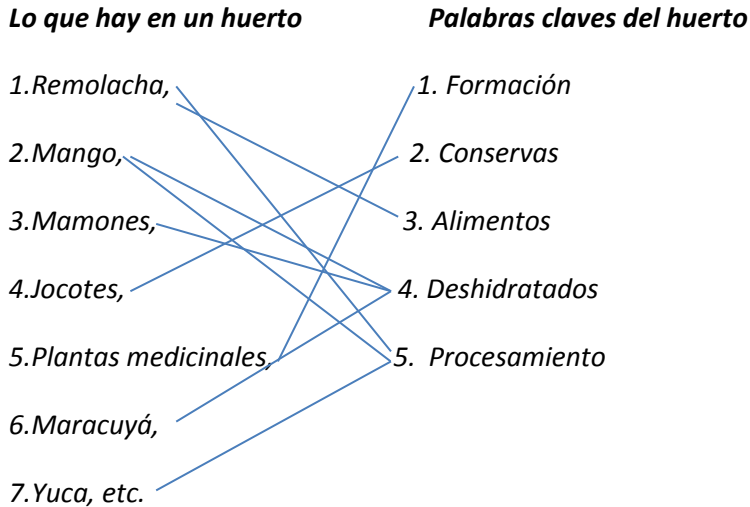 Lo que hay en un huerto
Palabras claves del huerto
1.Remolacha,
1. Formación
2.Mango,
2. Conservas
3.Mamones,
3. Alimentos
4.Jocotes,
4. Deshidratados
5.Plantas medicinales,
5. Procesamiento
6.Maracuyá,
7.Yuca, etc.